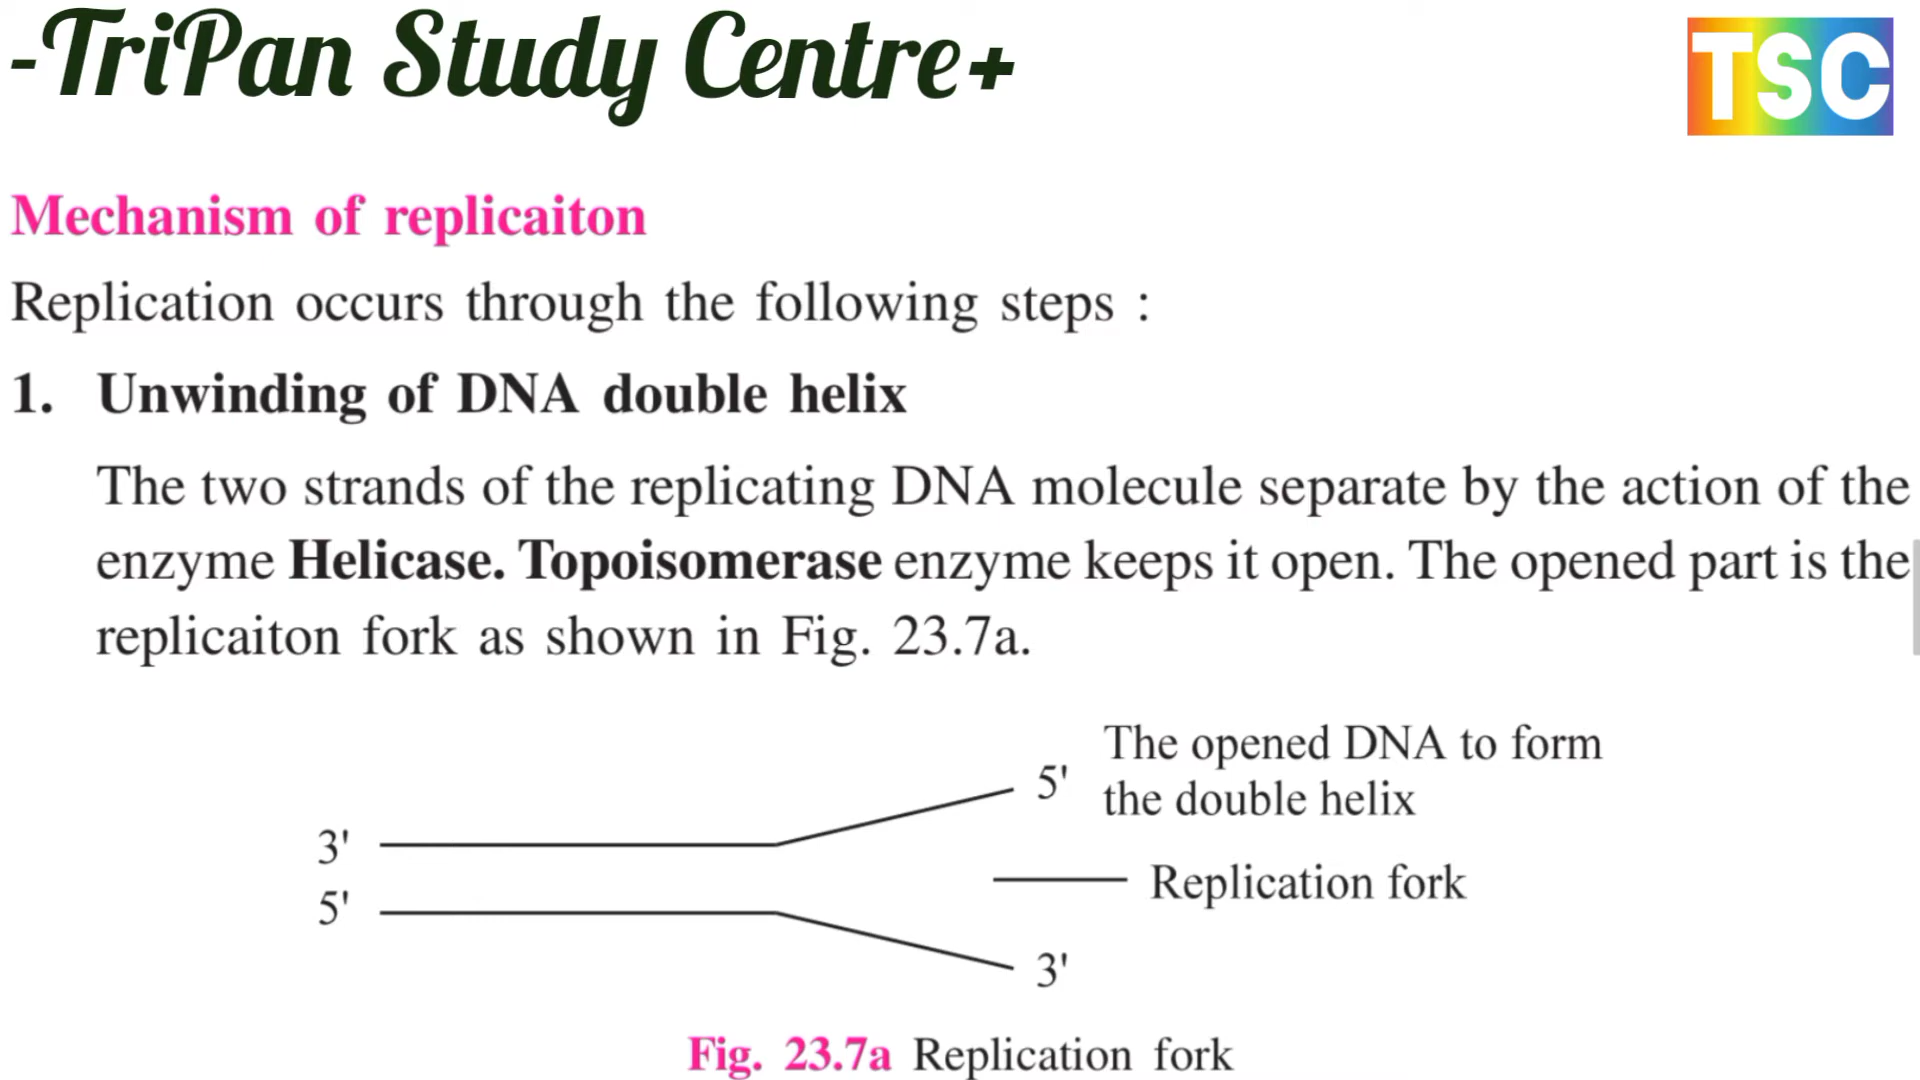 -TriPan Study Centre+
TSC
Mechanism of replicaiton
Replication occurs through the following steps :
1. Unwinding of DNA double helix
The two strands of the replicating DNA molecule separate by the action of the
enzyme Helicase. Topoisomerase enzyme keeps it open. The opened part is the
replicaiton fork as shown in Fig. 23.7a.
The opened DNA to form
5'
the double helix
3'
Replication fork
5'
3'
Fig. 23.7a Replication fork